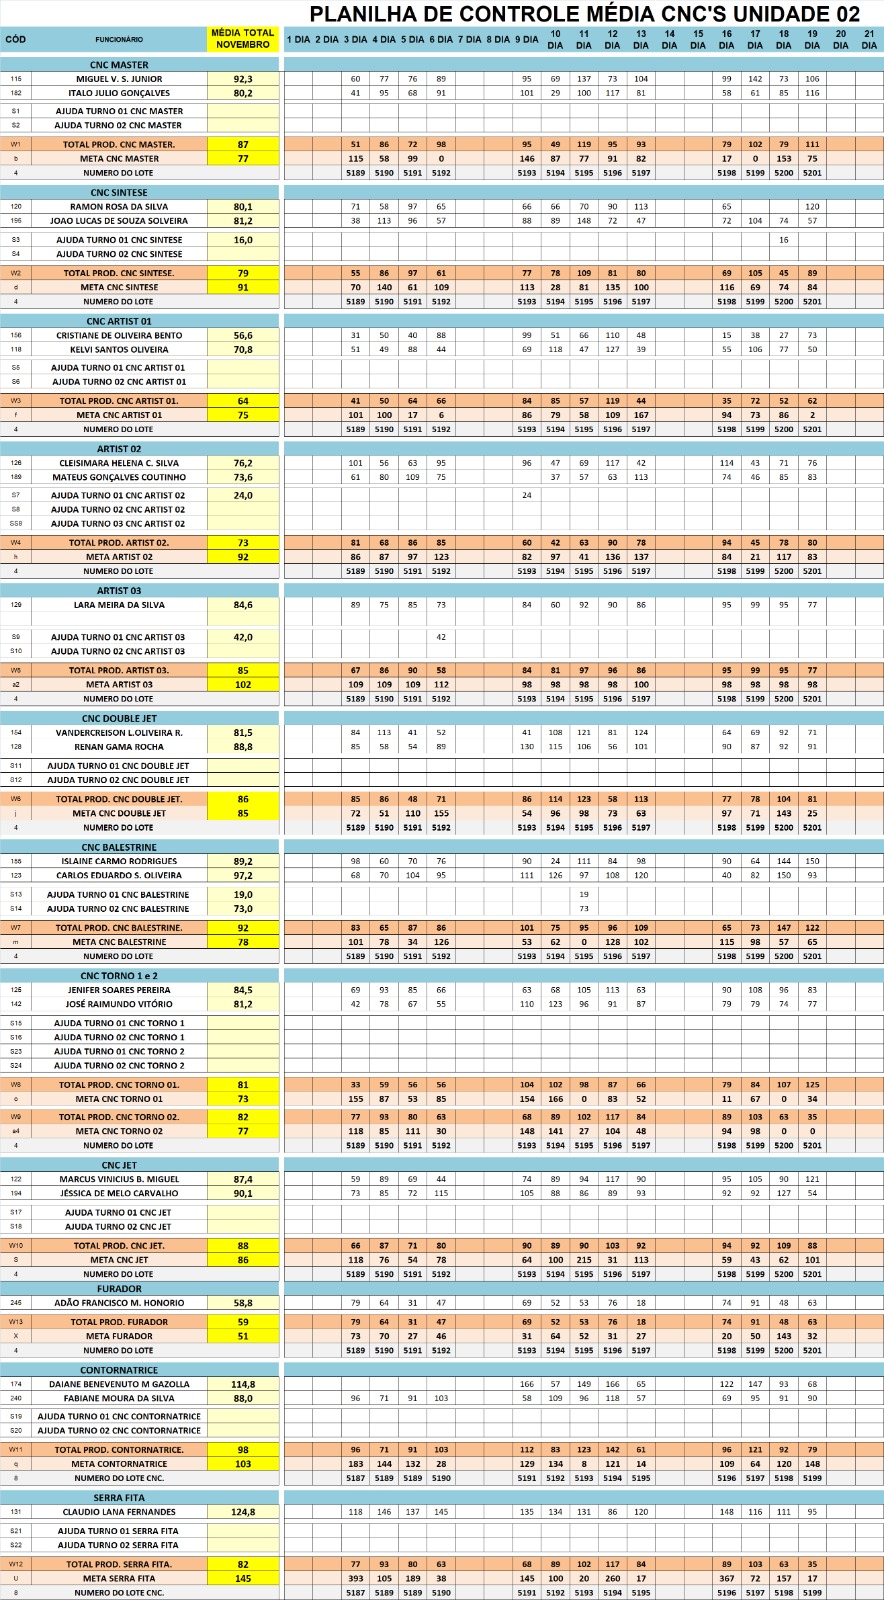 PLANILHA DE CONTROLE MÉDIA CNC'S UNIDADE 02
CÓD FUNCIONÁRIO MÉDIA TOTAL NOVEMBRO 1 DIA 2 DIA 3 DIA 4 DIA 5 DIA 6 DIA 7 DIA 8 DIA 9 DIA 10 DIA 11 DIA 12 DIA 13 DIA 14 DIA 15 DIA 16 DIA 17 DIA 18 DIA 19 DIA 20 DIA 21 DIA
CNC MASTER
115 MIGUEL V. S. JUNIOR 92,3 60 77 76 89 95 69 137 73 104 99 142 73 106
182 ITALO JULIO GONÇALVES 80,2 41 95 68 91 101 29 100 117 81 58 61 85 116
S1 AJUDA TURNO 01 CNC MASTER
S2 AJUDA TURNO 02 CNC MASTER
W1 TOTAL PROD. CNC MASTER. 87 51 86 72 98 95 49 119 95 93 79 102 79 111
b META CNC MASTER 77 115 58 99 0 146 87 77 91 82 17 0 153 75
4 NUMERO DO LOTE 5189 5190 5191 5192 5193 5194 5195 5196 5197 5198 5199 5200 5201
CNC SINTESE
120 RAMON ROSA DA SILVA 80,1 71 58 97 65 66 66 70 90 113 65 120
195 JOAO LUCAS DE SOUZA SOLVEIRA 81,2 38 113 96 57 88 89 148 72 47 72 104 74 57
S3 AJUDA TURNO 01 CNC SINTESE 16,0 16
S4 AJUDA TURNO 02 CNC SINTESE
W2 TOTAL PROD. CNC SINTESE. 79 55 86 97 61 77 78 109 81 80 69 105 45 89
d META CNC SINTESE 91 70 140 61 109 113 28 81 135 100 116 69 74 84
4 NUMERO DO LOTE 5189 5190 5191 5192 5193 5194 5195 5196 5197 5198 5199 5200 5201
CNC ARTIST 01
156 CRISTIANE DE OLIVEIRA BENTO 56,6 31 50 40 88 99 51 66 110 48 15 38 27 73
118 KELVI SANTOS OLIVEIRA 70,8 51 49 88 44 69 118 47 127 39 55 106 77 50
S5 AJUDA TURNO 01 CNC ARTIST 01
S6 AJUDA TURNO 02 CNC ARTIST 01
W3 TOTAL PROD. CNC ARTIST 01. 64 41 50 64 66 84 85 57 119 44 35 72 52 62
f META CNC ARTIST 01 75 101 100 17 6 86 79 58 109 167 94 73 86 2
4 NUMERO DO LOTE 5189 5190 5191 5192 5193 5194 5195 5196 5197 5198 5199 5200 5201
ARTIST 02
126 CLEISIMARA HELENA C. SILVA 76,2 101 56 63 95 96 47 69 117 42 114 43 71 76
189 MATEUS GONÇALVES COUTINHO 73,6 61 80 109 75 37 57 63 113 74 46 85 83
S7 AJUDA TURNO 01 CNC ARTIST 02 24,0 24
S8 AJUDA TURNO 02 CNC ARTIST 02
SS8 AJUDA TURNO 03 CNC ARTIST 02
W4 TOTAL PROD. ARTIST 02. 73 81 68 86 85 60 42 63 90 78 94 45 78 80
h META ARTIST 02 92 86 87 97 123 82 97 41 136 137 84 21 117 83
4 NUMERO DO LOTE 5189 5190 5191 5192 5193 5194 5195 5196 5197 5198 5199 5200 5201
ARTIST 03
129 LARA MEIRA DA SILVA 84,6 89 75 85 73 84 60 92 90 86 95 99 95 77
S9 AJUDA TURNO 01 CNC ARTIST 03 42,0 42
S10 AJUDA TURNO 02 CNC ARTIST 03
W5 TOTAL PROD. ARTIST 03. 85 67 86 90 58 84 81 97 96 86 95 99 95 77
a2 META ARTIST 03 102 109 109 109 112 98 98 98 98 100 98 98 98 98
4 NUMERO DO LOTE 5189 5190 5191 5192 5193 5194 5195 5196 5197 5198 5199 5200 5201
CNC DOUBLE JET
154 VANDERCREISON L.OLIVEIRA R. 81,5 84 113 41 52 41 108 121 81 124 64 69 92 71
128 RENAN GAMA ROCHA 88,8 85 58 54 89 130 115 106 56 101 90 87 92 91
S11 AJUDA TURNO 01 CNC DOUBLE JET
S12 AJUDA TURNO 02 CNC DOUBLE JET
W6 TOTAL PROD. CNC DOUBLE JET. 86 85 86 48 71 86 114 123 58 113 77 78 104 81
j META CNC DOUBLE JET 85 72 51 110 155 54 96 98 73 63 97 71 143 25
4 NUMERO DO LOTE 5189 5190 5191 5192 5193 5194 5195 5196 5197 5198 5199 5200 5201
CNC BALESTRINE
155 ISLAINE CARMO RODRIGUES 89,2 98 60 70 76 90 24 111 84 98 90 64 144 150
123 CARLOS EDUARDO S. OLIVEIRA 97,2 68 70 104 95 111 126 97 108 120 40 82 150 93
S13 AJUDA TURNO 01 CNC BALESTRINE 19,0 19
S14 AJUDA TURNO 02 CNC BALESTRINE 73,0 73
W7 TOTAL PROD. CNC BALESTRINE. 92 83 65 87 86 101 75 95 96 109 65 73 147 122
m META CNC BALESTRINE 78 101 78 34 126 53 62 0 128 102 115 98 57 65
4 NUMERO DO LOTE 5189 5190 5191 5192 5193 5194 5195 5196 5197 5198 5199 5200 5201
CNC TORNO 1 e 2
125 JENIFER SOARES PEREIRA 84,5 69 93 85 66 63 68 105 113 63 90 108 96 83
142 JOSÉ RAIMUNDO VITÓRIO 81,2 42 78 67 55 110 123 96 91 87 79 79 74 77
S15 AJUDA TURNO 01 CNC TORNO 1
S16 AJUDA TURNO 02 CNC TORNO 1
S23 AJUDA TURNO 01 CNC TORNO 2
S24 AJUDA TURNO 02 CNC TORNO 2
W8 TOTAL PROD. CNC TORNO 01. 81 33 59 56 56 104 102 98 87 66 79 84 107 125
o META CNC TORNO 01 73 155 87 53 85 154 166 0 83 52 11 67 0 34
W9 TOTAL PROD. CNC TORNO 02. 82 77 93 80 63 68 89 102 117 84 89 103 63 35
a4 META CNC TORNO 02 77 118 85 111 30 148 141 27 104 48 94 98 0 0
4 NUMERO DO LOTE 5189 5190 5191 5192 5193 5194 5195 5196 5197 5198 5199 5200 5201
CNC JET
122 MARCUS VINICIUS B. MIGUEL 87,4 59 89 69 44 74 89 94 117 90 95 105 90 121
194 JÉSSICA DE MELO CARVALHO 90,1 73 85 72 115 105 88 86 89 93 92 92 127 54
S17 AJUDA TURNO 01 CNC JET
S18 AJUDA TURNO 02 CNC JET
W10 TOTAL PROD. CNC JET. 88 66 87 71 80 90 89 90 103 92 94 92 109 88
S META CNC JET 86 118 76 54 78 64 100 215 31 113 59 43 62 101
4 NUMERO DO LOTE 5189 5190 5191 5192 5193 5194 5195 5196 5197 5198 5199 5200 5201
FURADOR
245 ADÃO FRANCISCO M. HONORIO 58,8 79 64 31 47 69 52 53 76 18 74 91 48 63
W13 TOTAL PROD. FURADOR 59 79 64 31 47 69 52 53 76 18 74 91 48 63
X META FURADOR 51 73 70 27 46 31 64 52 31 27 20 50 143 32
4 NUMERO DO LOTE 5189 5190 5191 5192 5193 5194 5195 5196 5197 5198 5199 5200 5201
CONTORNATRICE
174 DAIANE BENEVENUTO M GAZOLLA 114,8 166 57 149 166 65 122 147 93 68
240 FABIANE MOURA DA SILVA 88,0 96 71 91 103 58 109 96 118 57 69 95 91 90
S19 AJUDA TURNO 01 CNC CONTORNATRICE
S20 AJUDA TURNO 02 CNC CONTORNATRICE
W11 TOTAL PROD. CONTORNATRICE. 98 96 71 91 103 112 83 123 142 61 96 121 92 79
q META CONTORNATRICE 103 183 144 132 28 129 134 8 121 14 109 64 120 148
8 NUMERO DO LOTE CNC. 5187 5188 5189 5190 5191 5192 5193 5194 5195 5196 5197 5198 5199
SERRA FITA
131 CLAUDIO LANA FERNANDES 124,8 118 146 137 145 135 134 131 86 120 148 116 111 95
S21 AJUDA TURNO 01 SERRA FITA
S22 AJUDA TURNO 02 SERRA FITA
W12 TOTAL PROD. SERRA FITA. 82 77 93 80 63 68 89 102 117 84 89 103 63 35
U META SERRA FITA 145 393 105 189 38 145 100 20 260 17 367 72 157 17
8 NUMERO DO LOTE CNC. 5187 5188 5189 5190 5191 5192 5193 5194 5195 5196 5197 5198 5199